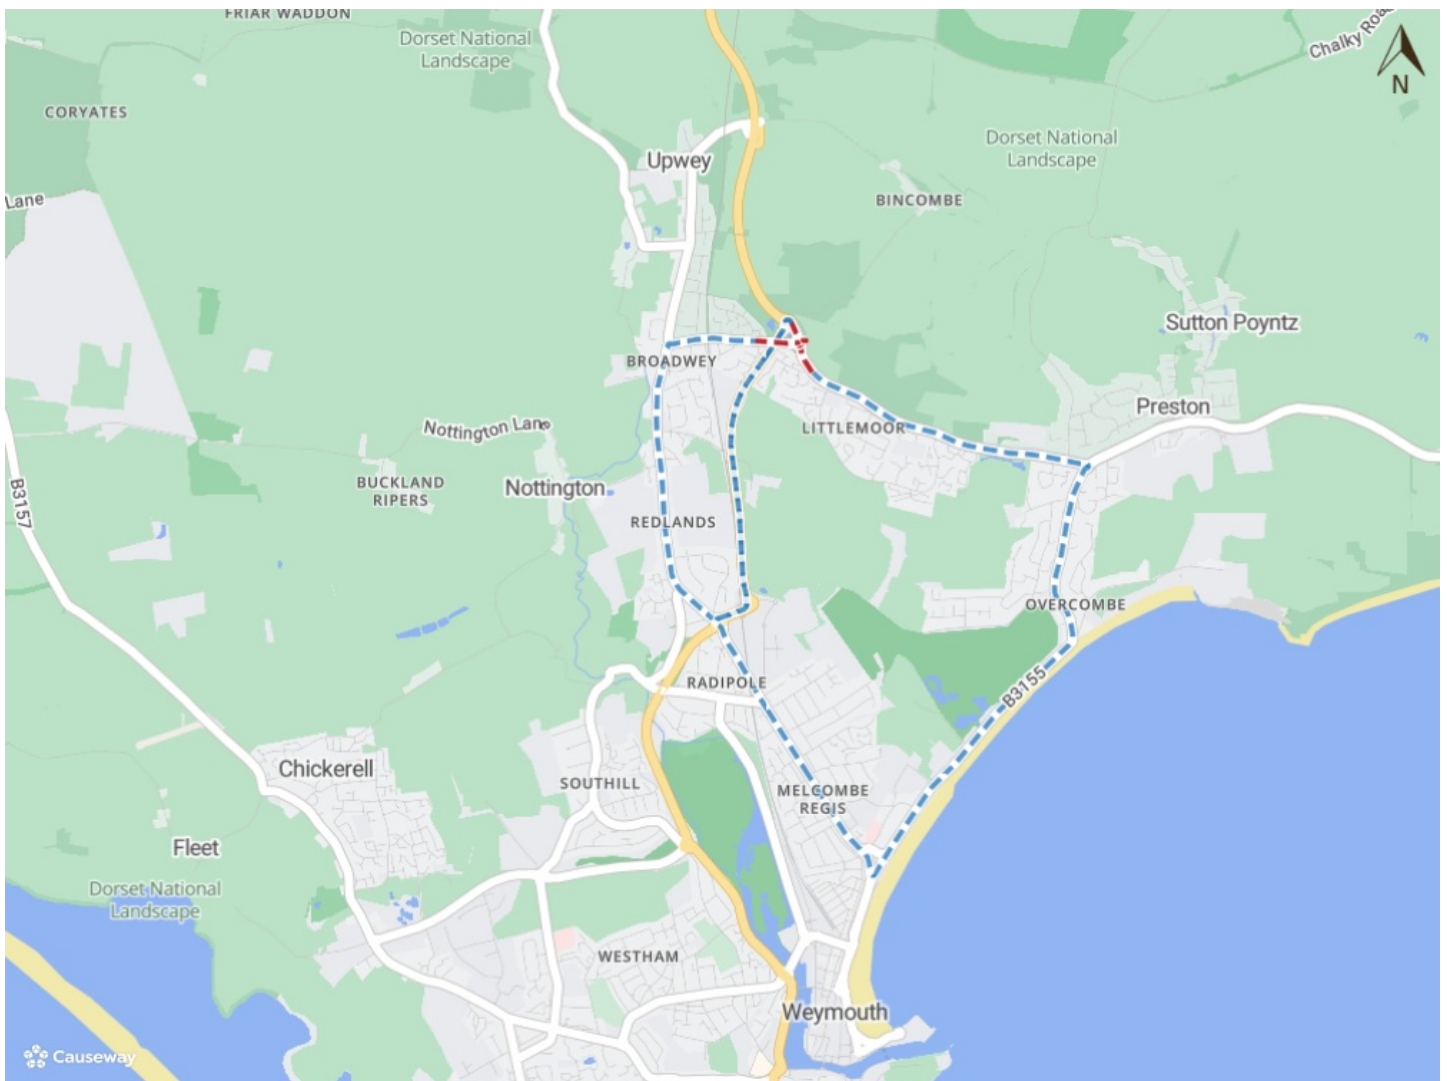 FRIAR WADDON
Dorset National
Landscape
Chalky Road
N
CORYATES
Dorset National
Landscape
Upwey
Lane
BINCOMBE
Sutton Poyntz
BROADWEY
Preston
Nottington Lane
LITTLEMOOR
B3157
BUCKLAND
RIPERS
Nottington
REDLANDS
OVERCOMBE
RADIPOLE
B3155
Chickerell
SOUTHILL
MELCOMBE
REGIS
Fleet
Dorset National
Landscape
WESTHAM
Weymouth
Causeway